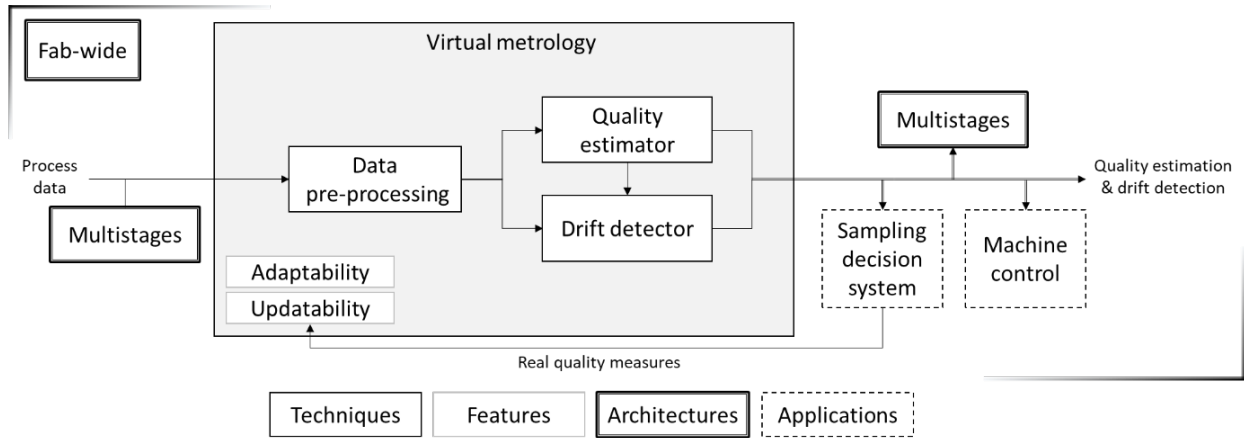 Fab-wide
Virtual metrology
Quality
estimator
Multistages
Process
data
Data
pre-processing
Quality estimation
& drift detection
Multistages
Drift detector
Sampling
decision
system
Machine
control
Adaptability
Updatability
Real quality measures
Techniques
Features
Architectures
Applications